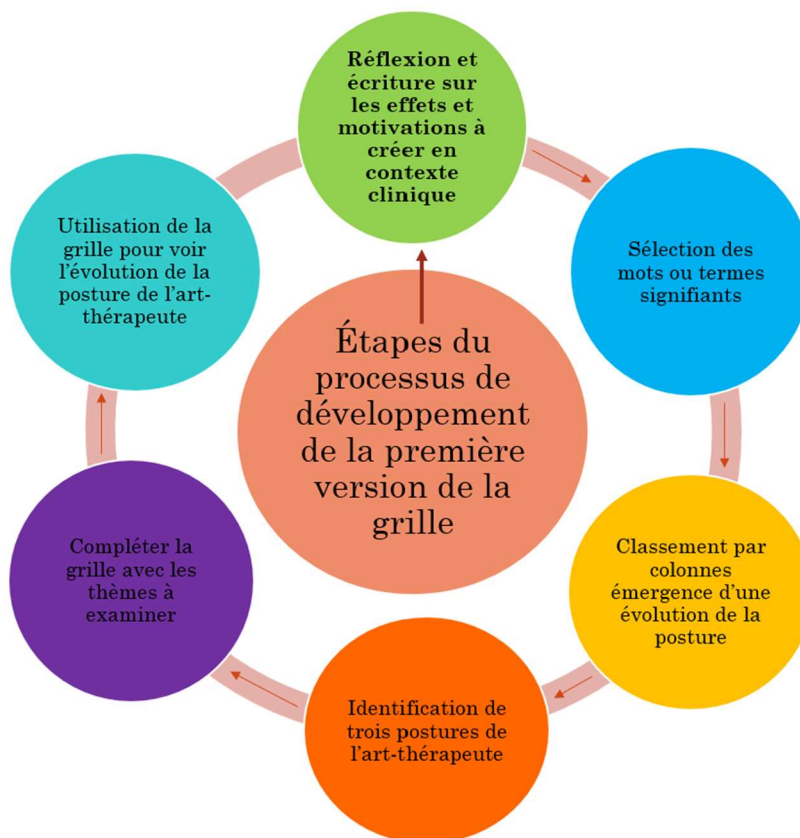 Réflexion et
écriture sur
les effets et
motivations à
créer en
contexte
clinique
Sélection des
mots ou termes
signifiants
Classement par
colonnes
émergence d'une
évolution de la
posture
Identification de
trois postures de
l'art-thérapeute
Compléter la
grille avec les
thèmes à
examiner
Utilisation de la
grille pour voir
l'évolution de la
posture de l'art-
thérapeute
Étapes du
processus de
développement
de la première
version de la
grille